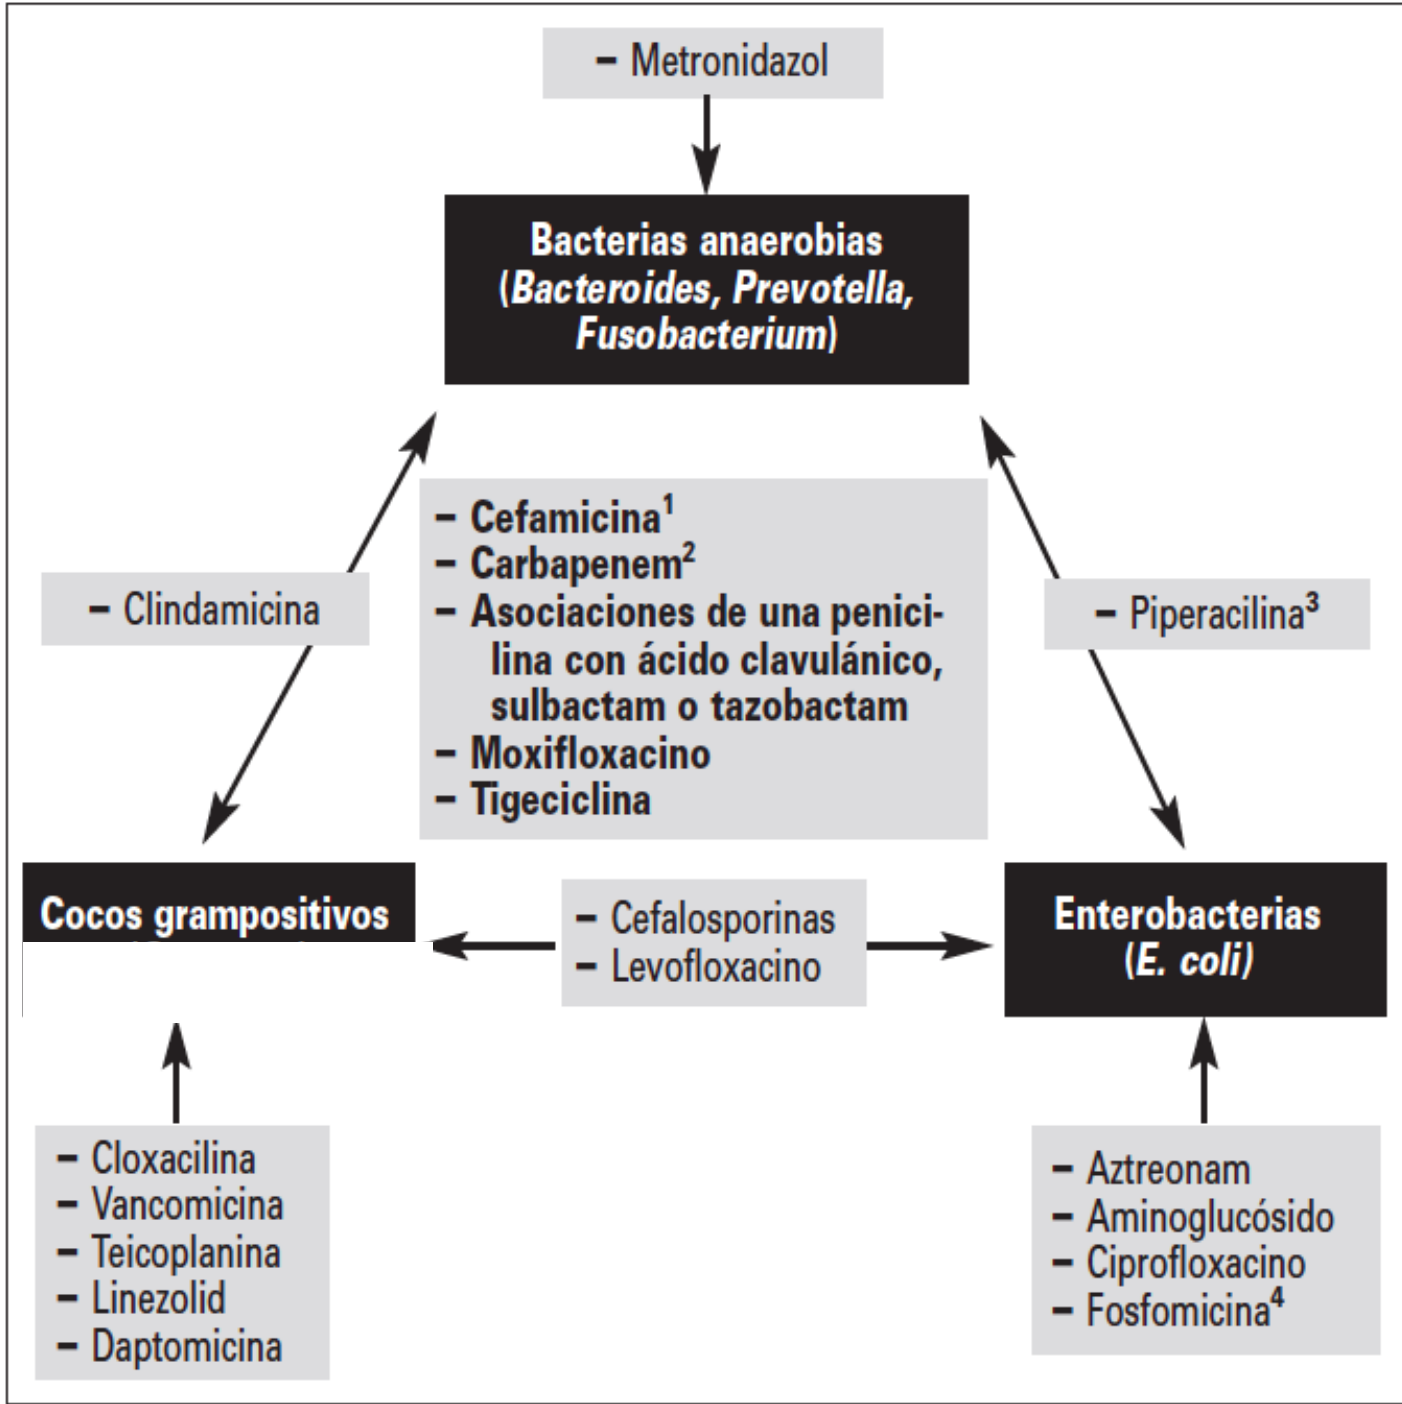 – Metronidazol
Bacterias anaerobias
(Bacteroides, Prevotella,
Fusobacterium)
– Cefamicina¹
– Carbapenem²
– Asociaciones de una penici-
lina con ácido clavulánico,
sulbactam o tazobactam
– Moxifloxacino
– Tigeciclina
– Clindamicina
– Piperacilina³
Cocos grampositivos
– Cefalosporinas
– Levofloxacino
Enterobacterias
(E. coli)
– Cloxacilina
– Vancomicina
– Teicoplanina
– Linezolid
– Daptomicina
– Aztreonam
– Aminoglucósido
– Ciprofloxacino
– Fosfomicina⁴